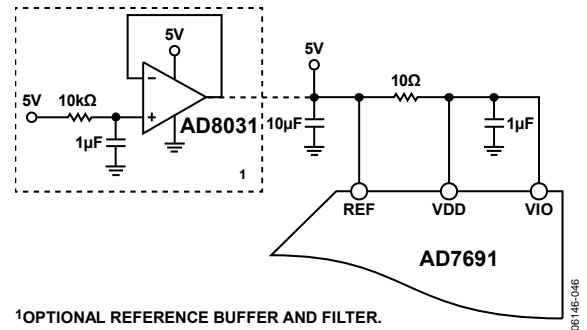 5V
5V
5V
10kΩ
10Ω
−
+
AD8031
1µF
10µF
1µF
1
REF
VDD
VIO
AD7691
1OPTIONAL REFERENCE BUFFER AND FILTER.
06146-046